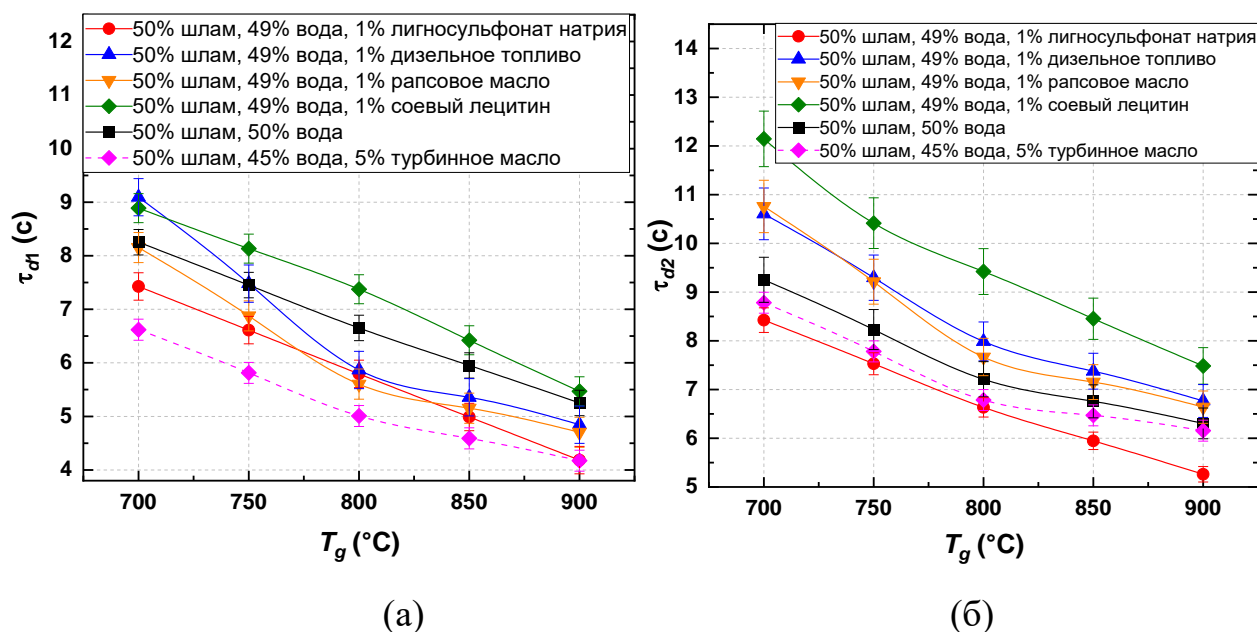 12
11
10
9
8
7
6
5
4
τd1 (с)
50% шлам, 49% вода, 1% лигносульфонат натрия
50% шлам, 49% вода, 1% дизельное топливо
50% шлам, 49% вода, 1% рапсовое масло
50% шлам, 49% вода, 1% соевый лецитин
50% шлам, 50% вода
50% шлам, 45% вода, 5% турбинное масло
700 750 800 850 900
Tg (°C)
(а)
14
13
12
11
10
9
8
7
6
5
τd2 (с)
50% шлам, 49% вода, 1% лигносульфонат натрия
50% шлам, 49% вода, 1% дизельное топливо
50% шлам, 49% вода, 1% рапсовое масло
50% шлам, 49% вода, 1% соевый лецитин
50% шлам, 50% вода
50% шлам, 45% вода, 5% турбинное масло
700 750 800 850 900
Tg (°C)
(б)